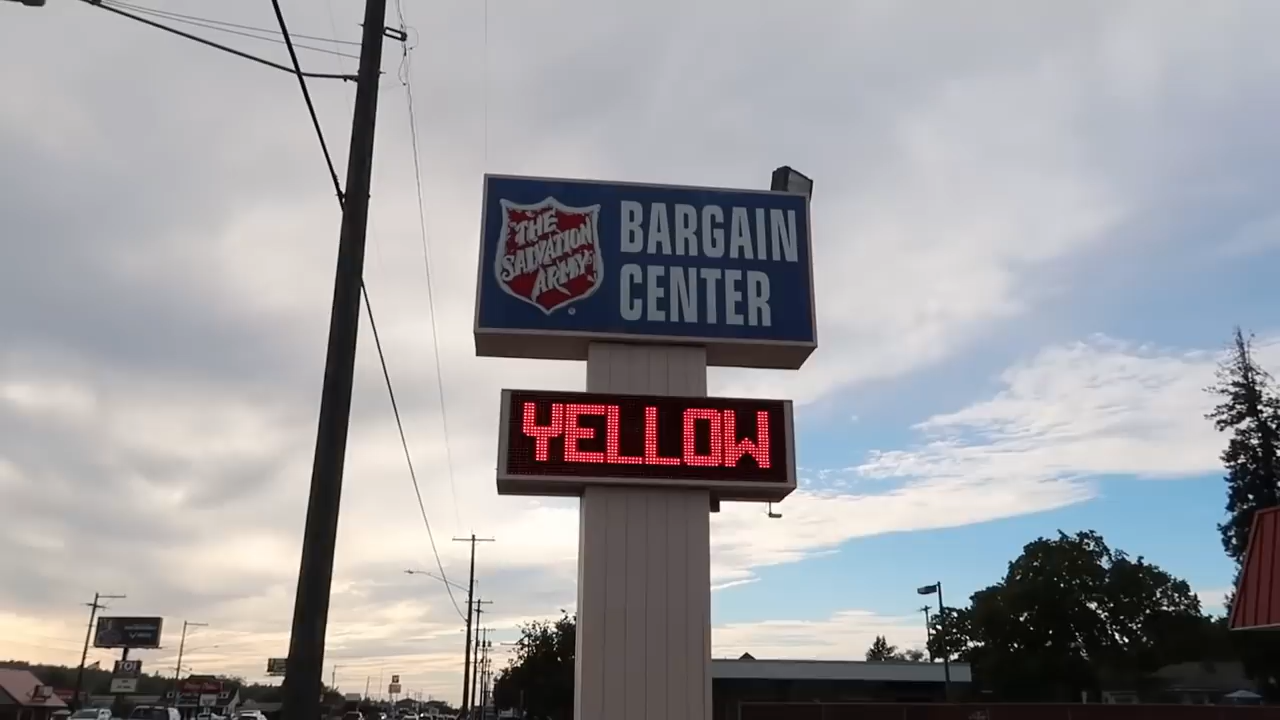 THE
SALVATION
ARMY
BARGAIN
CENTER
YELLOW